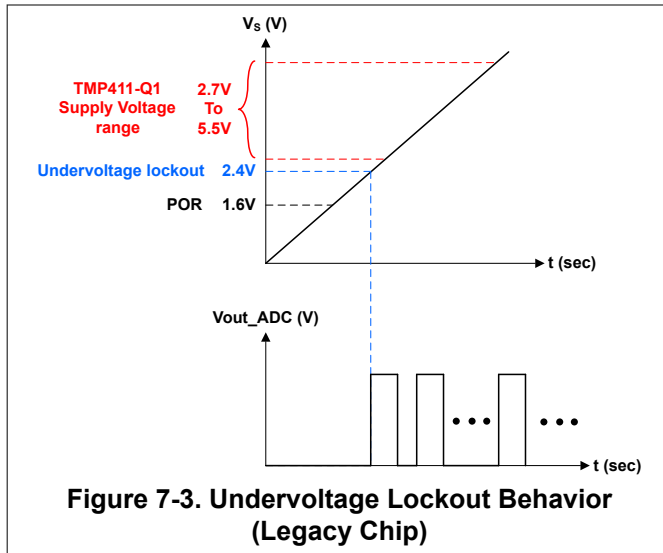 Vs (V)
TMP411-Q1
Supply Voltage
range
2.7V
To
5.5V
Undervoltage lockout 2.4V
POR 1.6V
t (sec)
Vout_ADC (V)
t (sec)
Figure 7-3. Undervoltage Lockout Behavior
(Legacy Chip)